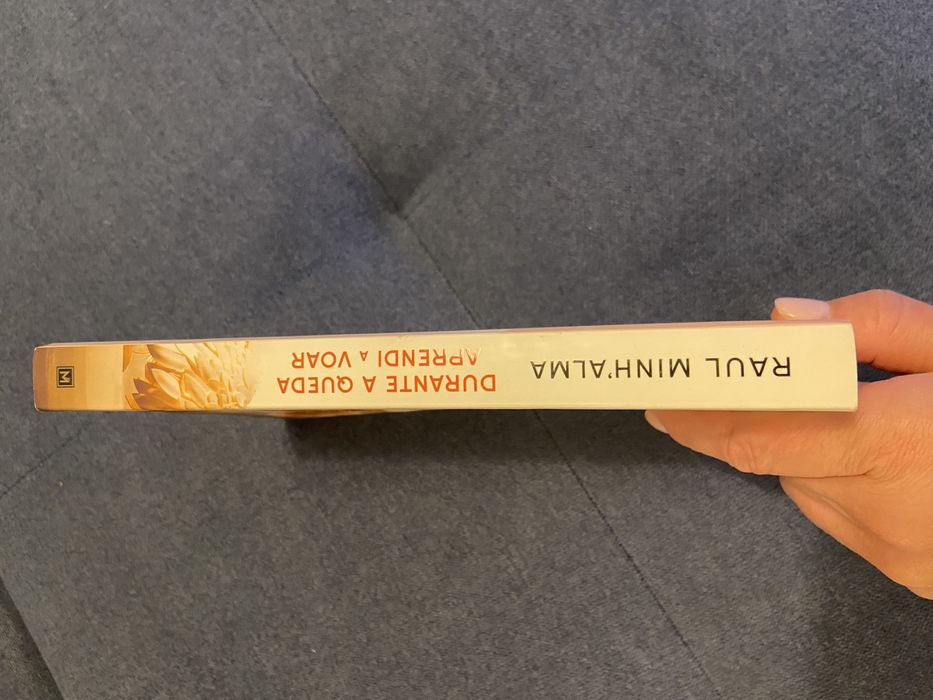 RAUL MINH'ALMA
DURANTE A QUEDA
APRENDI A VOAR
M